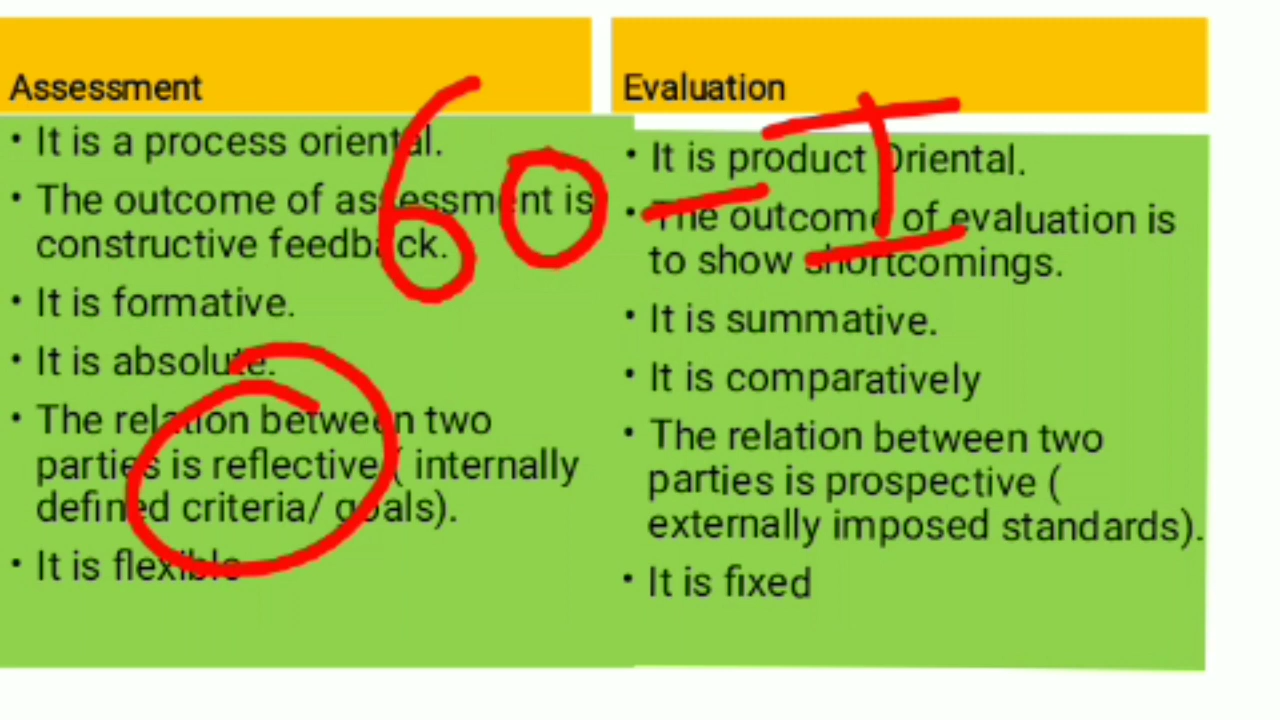 Assessment
• It is a process oriental.
• The outcome of assessment is
constructive feedback.
• It is formative.
• It is absolute.
• The relation between two
parties is reflective ( internally
defined criteria/ goals).
• It is flexible
Evaluation
• It is product Oriental.
• The outcome of evaluation is
to show shortcomings.
• It is summative.
• It is comparatively
• The relation between two
parties is prospective (
externally imposed standards).
• It is fixed
60 - I